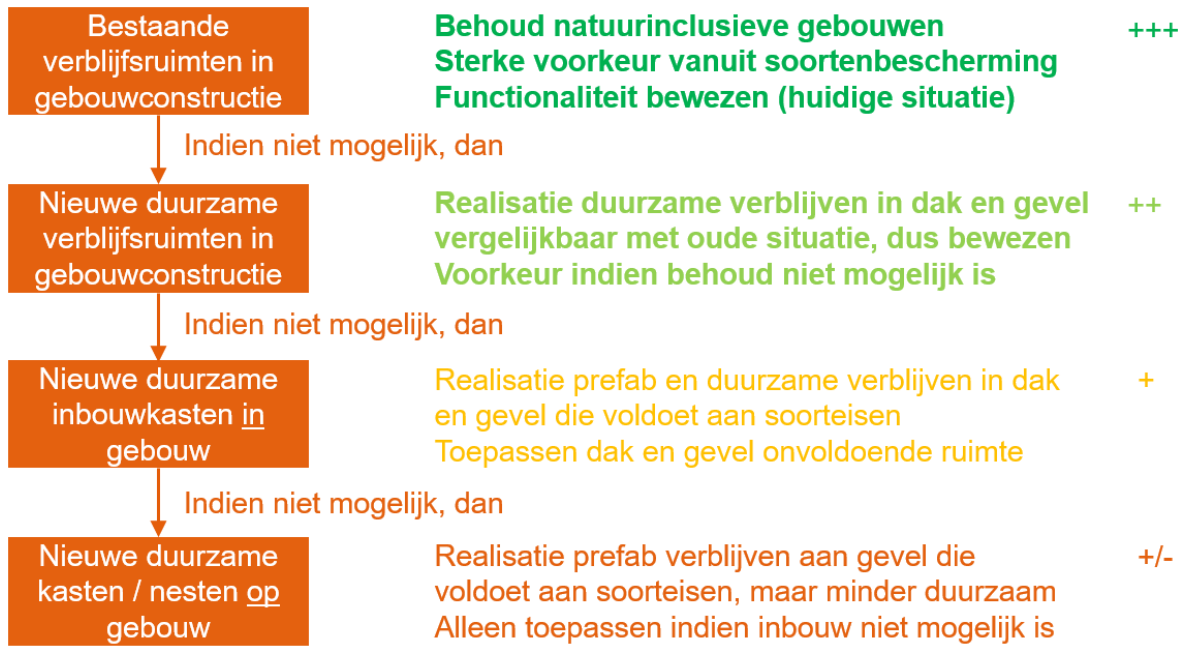 Bestaande
verblijfsruimten in
gebouwconstructie
Behoud natuurinclusieve gebouwen
Sterke voorkeur vanuit soortenbescherming
Functionaliteit bewezen (huidige situatie)
+++
Indien niet mogelijk, dan
Nieuwe duurzame
verblijfsruimten in
gebouwconstructie
Realisatie duurzame verblijven in dak en gevel
vergelijkbaar met oude situatie, dus bewezen
Voorkeur indien behoud niet mogelijk is
++
Indien niet mogelijk, dan
Nieuwe duurzame
inbouwkasten in
gebouw
Realisatie prefab en duurzame verblijven in dak
en gevel die voldoet aan soorteisen
Toepassen dak en gevel onvoldoende ruimte
+
Indien niet mogelijk, dan
Nieuwe duurzame
kasten / nesten op
gebouw
Realisatie prefab verblijven aan gevel die
voldoet aan soorteisen, maar minder duurzaam
Alleen toepassen indien inbouw niet mogelijk is
+/-